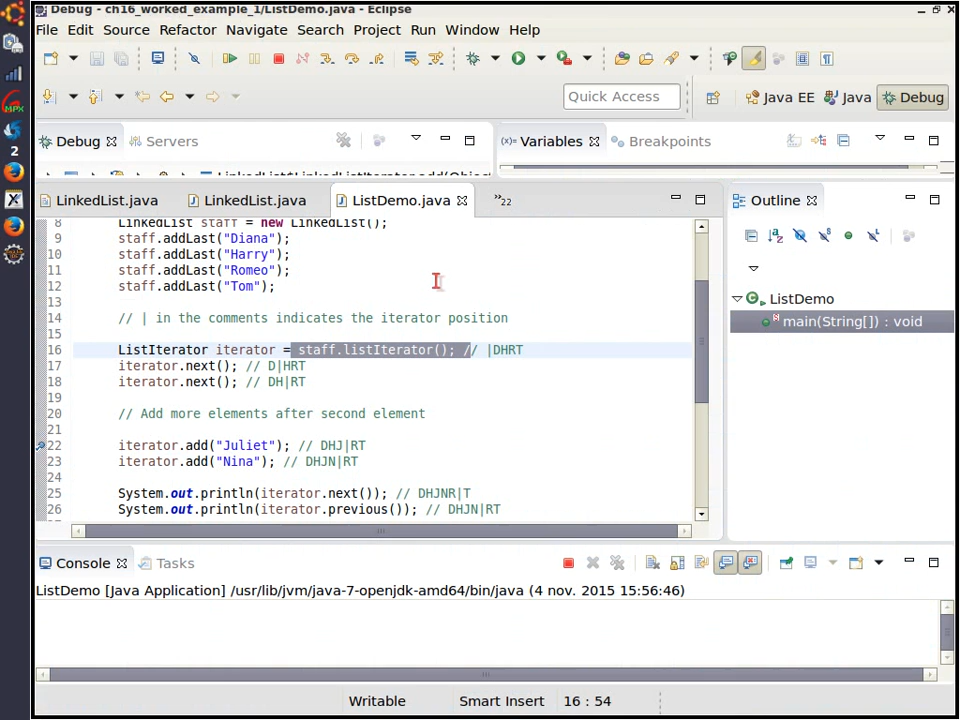 Debug - ch16_worked_example_1/ListDemo.java - Eclipse
File Edit Source Refactor Navigate Search Project Run Window Help
Quick Access
Java EE
Java
Debug
MPX
2
Debug
Servers
(x)= Variables
Breakpoints
LinkedList$LinkedListIterator.add(Objec
LinkedList.java
LinkedList.java
ListDemo.java
»22
Outline
8 LinkedList staff = new LinkedList();
9 staff.addLast("Diana");
10 staff.addLast("Harry");
11 staff.addLast("Romeo");
12 staff.addLast("Tom");
13
14 // | in the comments indicates the iterator position
15
16 ListIterator iterator = staff.listIterator(); // |DHRT
17 iterator.next(); // D|HRT
18 iterator.next(); // DH|RT
19
20 // Add more elements after second element
21
22 iterator.add("Juliet"); // DHJ|RT
23 iterator.add("Nina"); // DHJN|RT
24
25 System.out.println(iterator.next()); // DHJNR|T
26 System.out.println(iterator.previous()); // DHJN|RT
ListDemo
main(String[]) : void
Console
Tasks
ListDemo [Java Application] /usr/lib/jvm/java-7-openjdk-amd64/bin/java (4 nov. 2015 15:56:46)
Writable
Smart Insert
16 : 54